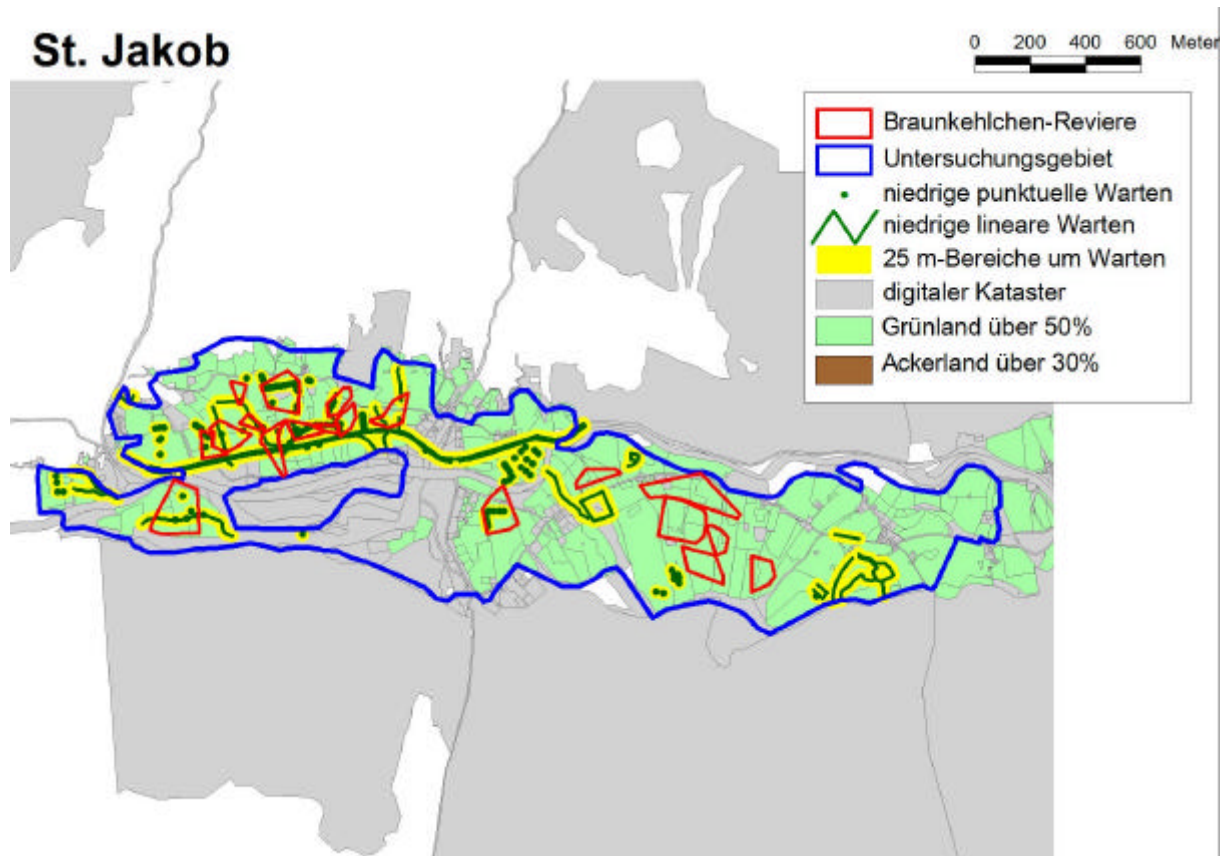 St. Jakob
0 200 400 600 Meter
Braunkehlchen-Reviere
Untersuchungsgebiet
niedrige punktuelle Warten
niedrige lineare Warten
25 m-Bereiche um Warten
digitaler Kataster
Grünland über 50%
Ackerland über 30%